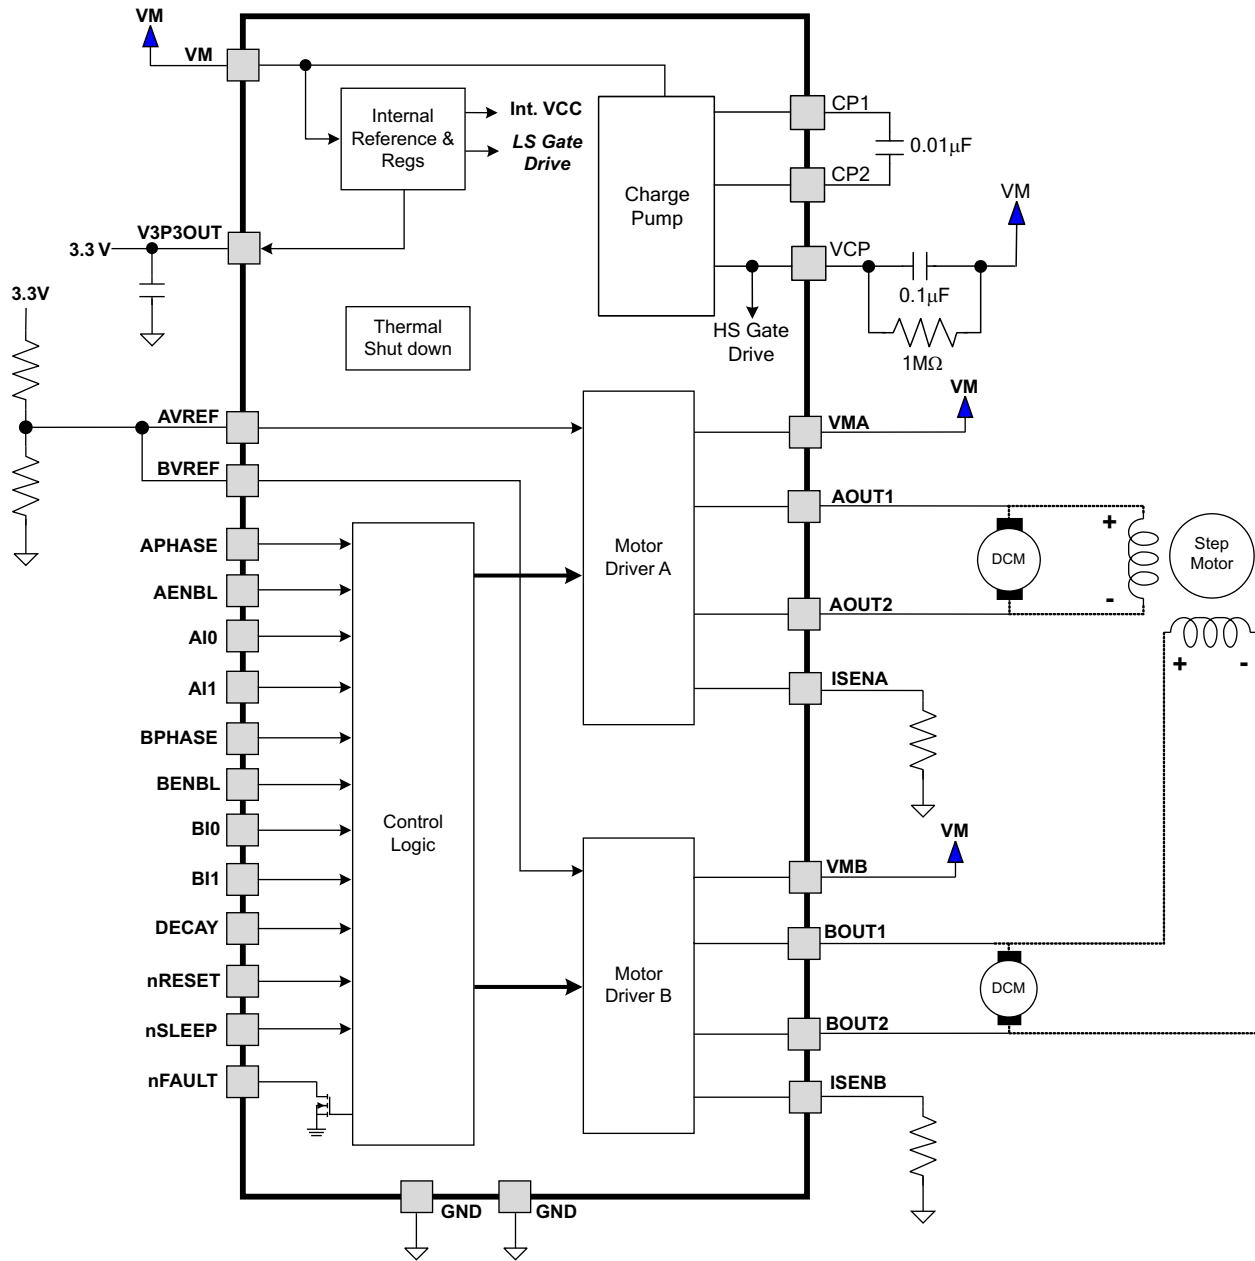 VM
VM
Internal
Reference &
Regs
Int. VCC
LS Gate
Drive
Charge
Pump
CP1
0.01µF
CP2
VM
VCP
0.1µF
1MΩ
HS Gate
Drive
V3P3OUT
3.3 V
3.3V
Thermal
Shut down
AVREF
BVREF
VM
VMA
AOUT1
Motor
Driver A
DCM
+
-
Step
Motor
AOUT2
+
-
ISENA
APHASE
AENBL
AI0
AI1
BPHASE
BENBL
BI0
BI1
DECAY
nRESET
nSLEEP
nFAULT
Control
Logic
VM
VMB
BOUT1
Motor
Driver B
DCM
BOUT2
ISENB
GND
GND